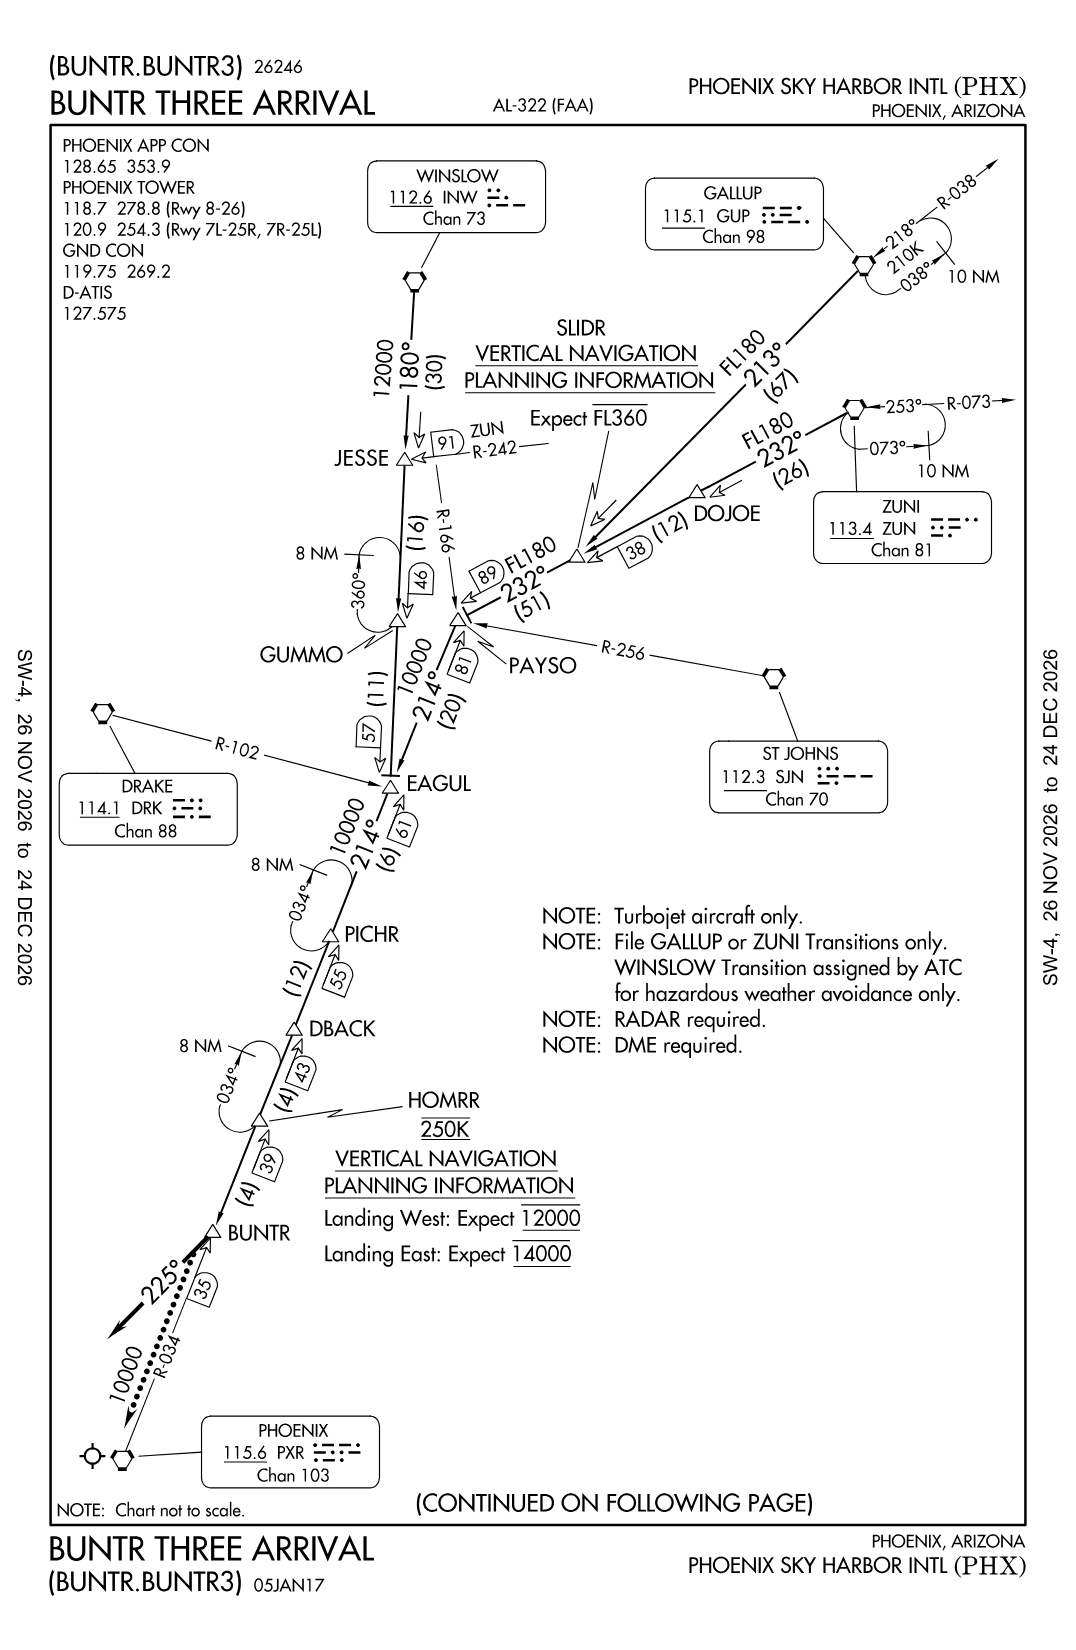 (BUNTR.BUNTR3) 26246
BUNTR THREE ARRIVAL
AL-322 (FAA)
PHOENIX SKY HARBOR INTL (PHX)
PHOENIX, ARIZONA
PHOENIX APP CON
128.65 353.9
PHOENIX TOWER
118.7 278.8 (Rwy 8-26)
120.9 254.3 (Rwy 7L-25R, 7R-25L)
GND CON
119.75 269.2
D-ATIS
127.575
WINSLOW
112.6 INW
Chan 73
GALLUP
115.1 GUP
Chan 98
R-038
218°
210K
038°
10 NM
12000
180°
(30)
SLIDR
VERTICAL NAVIGATION
PLANNING INFORMATION
Expect FL360
FL180
213°
(67)
253°
R-073
073°
10 NM
FL180
232°
(26)
ZUNI
113.4 ZUN
Chan 81
JESSE
91
ZUN
R-242
R-166
DOJOE
(12)
38
(16)
8 NM
360°
46
FL180
232°
(51)
89
GUMMO
PAYSO
R-256
10000
214°
(20)
81
(11)
57
ST JOHNS
112.3 SJN
Chan 70
R-102
DRAKE
114.1 DRK
Chan 88
EAGUL
10000
214°
(6)
61
8 NM
034°
PICHR
55
(12)
NOTE: Turbojet aircraft only.
NOTE: File GALLUP or ZUNI Transitions only.
WINSLOW Transition assigned by ATC
for hazardous weather avoidance only.
NOTE: RADAR required.
NOTE: DME required.
DBACK
43
8 NM
034°
(4)
HOMRR
250K
VERTICAL NAVIGATION
PLANNING INFORMATION
Landing West: Expect 12000
Landing East: Expect 14000
39
(4)
BUNTR
225°
35
10000
R-034
PHOENIX
115.6 PXR
Chan 103
NOTE: Chart not to scale.
(CONTINUED ON FOLLOWING PAGE)
SW-4, 26 NOV 2026 to 24 DEC 2026
SW-4, 26 NOV 2026 to 24 DEC 2026
BUNTR THREE ARRIVAL
(BUNTR.BUNTR3) 05JAN17
PHOENIX, ARIZONA
PHOENIX SKY HARBOR INTL (PHX)